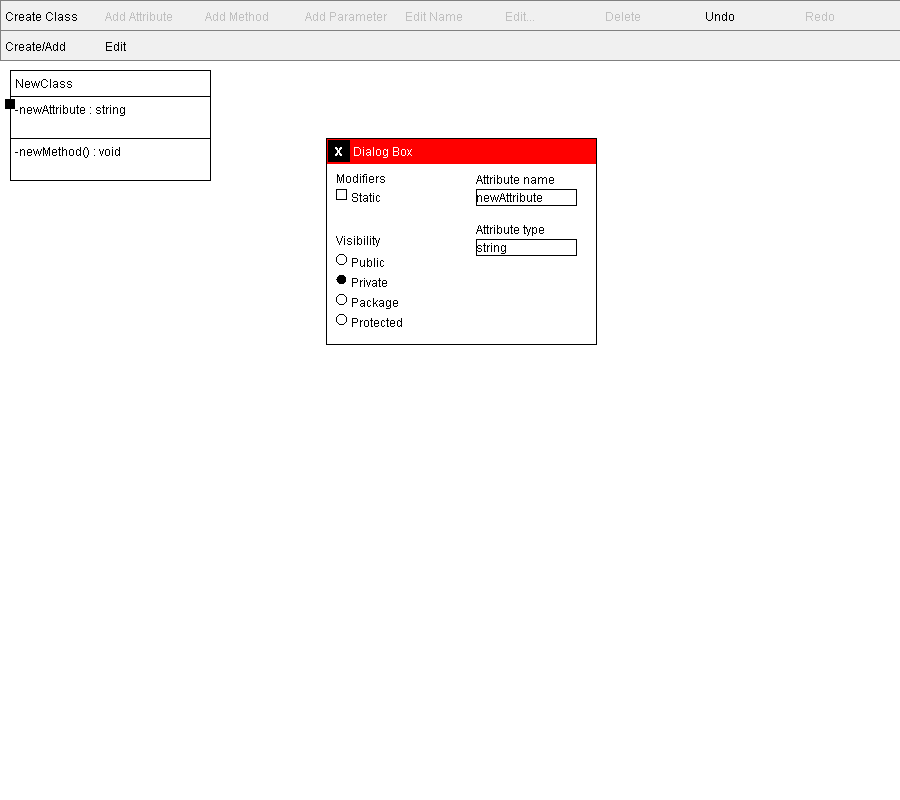 Create Class Add Attribute Add Method Add Parameter Edit Name Edit... Delete Undo Redo
Create/Add Edit
NewClass
-newAttribute : string
-newMethod() : void
X Dialog Box
Modifiers
Static
Visibility
Public
Private
Package
Protected
Attribute name
newAttribute
Attribute type
string